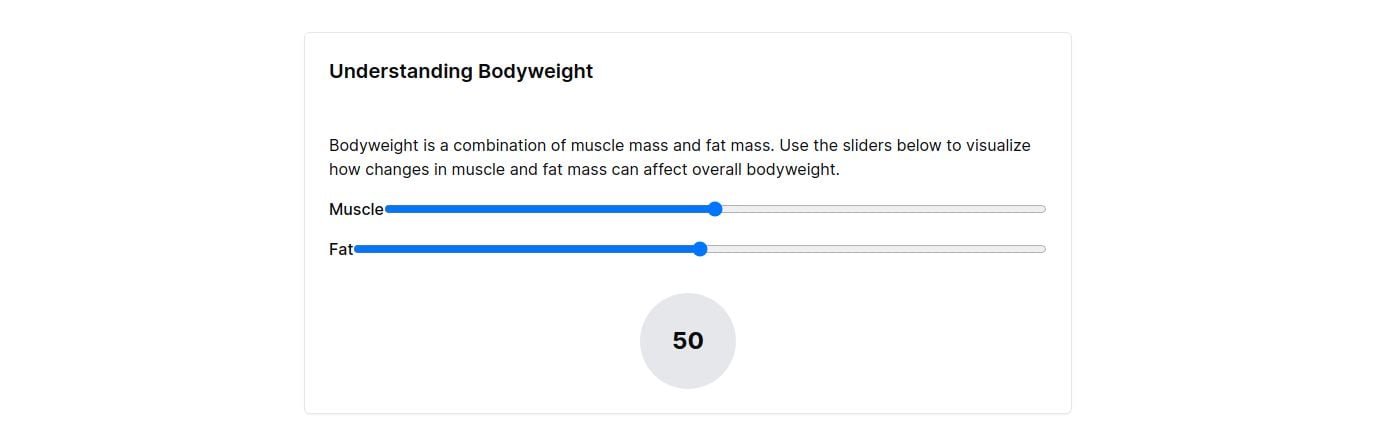 Understanding Bodyweight
Bodyweight is a combination of muscle mass and fat mass. Use the sliders below to visualize
how changes in muscle and fat mass can affect overall bodyweight.
Muscle
Fat
50